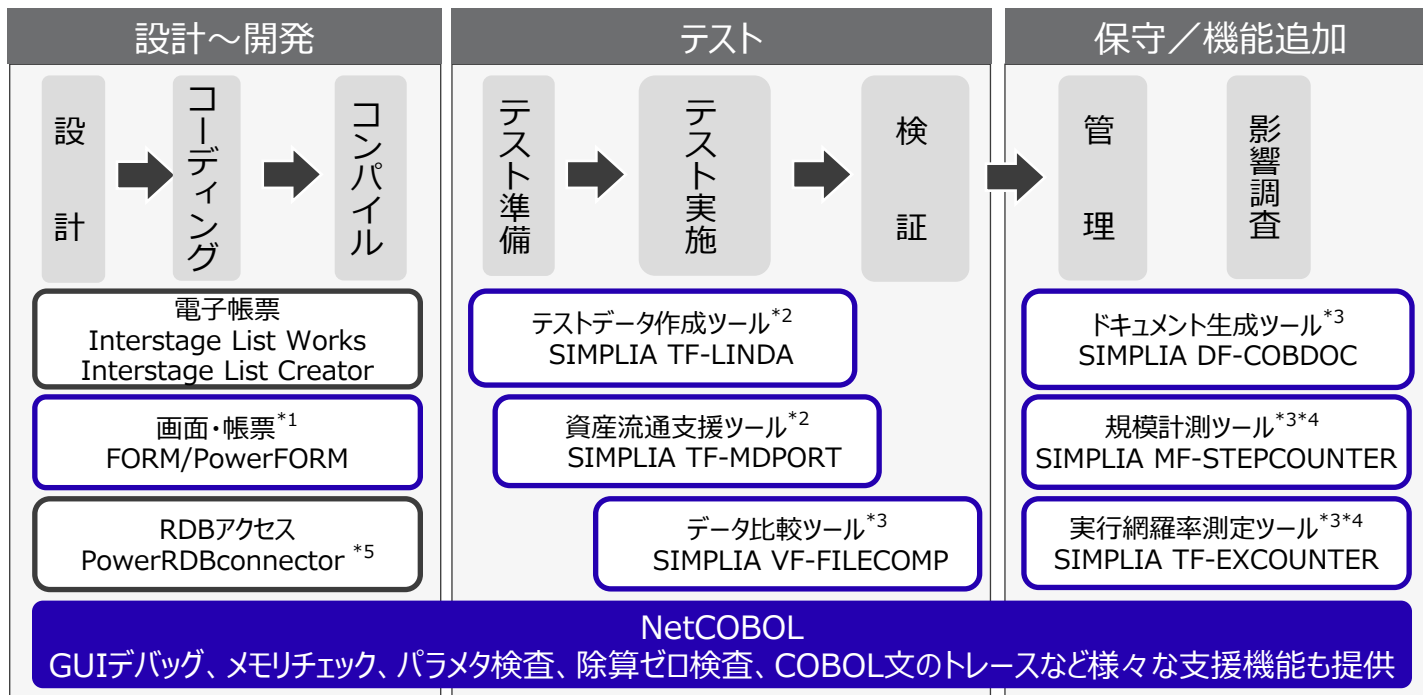 設計～開発
テスト
保守／機能追加
設計
コーディング
コンパイル
テスト準備
テスト実施
検証
管理
影響調査
電子帳票
Interstage List Works
Interstage List Creator
画面・帳票*1
FORM/PowerFORM
RDBアクセス
PowerRDBconnector *5
テストデータ作成ツール*2
SIMPLIA TF-LINDA
資産流通支援ツール*2
SIMPLIA TF-MDPORT
データ比較ツール*3
SIMPLIA VF-FILECOMP
ドキュメント生成ツール*3
SIMPLIA DF-COBDOC
規模計測ツール*3*4
SIMPLIA MF-STEPCOUNTER
実行網羅率測定ツール*3*4
SIMPLIA TF-EXCOUNTER
NetCOBOL
GUIデバッグ、メモリチェック、パラメタ検査、除算ゼロ検査、COBOL文のトレースなど様々な支援機能も提供